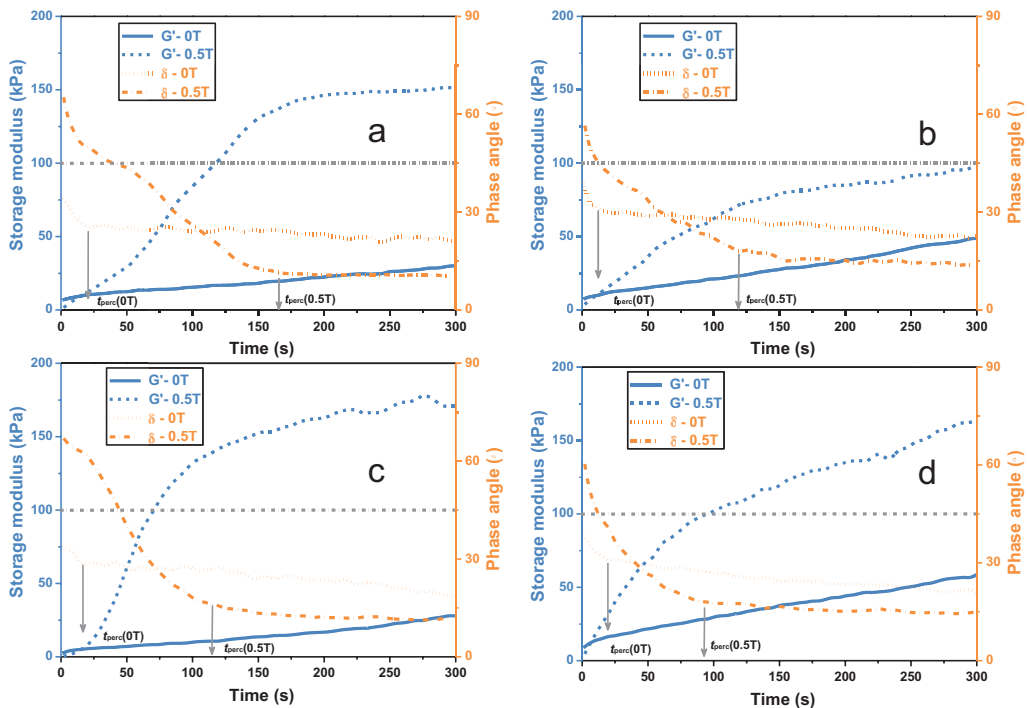 200
150
100
50
0
Storage modulus (kPa)
G'- 0T
G'- 0.5T
δ - 0T
δ - 0.5T
a
tperc(0T)
tperc(0.5T)
90
60
30
0
Phase angle (°)
0 50 100 150 200 250 300
Time (s)
200
150
100
50
0
Storage modulus (kPa)
G'- 0T
G'- 0.5T
δ - 0T
δ - 0.5T
b
tperc(0T)
tperc(0.5T)
90
60
30
0
Phase angle (°)
0 50 100 150 200 250 300
Time (s)
200
150
100
50
0
Storage modulus (kPa)
G'- 0T
G'- 0.5T
δ - 0T
δ - 0.5T
c
tperc(0T)
tperc(0.5T)
90
60
30
0
Phase angle (°)
0 50 100 150 200 250 300
Time (s)
200
150
100
50
0
Storage modulus (kPa)
G'- 0T
G'- 0.5T
δ - 0T
δ - 0.5T
d
tperc(0T)
tperc(0.5T)
90
60
30
0
Phase angle (°)
0 50 100 150 200 250 300
Time (s)